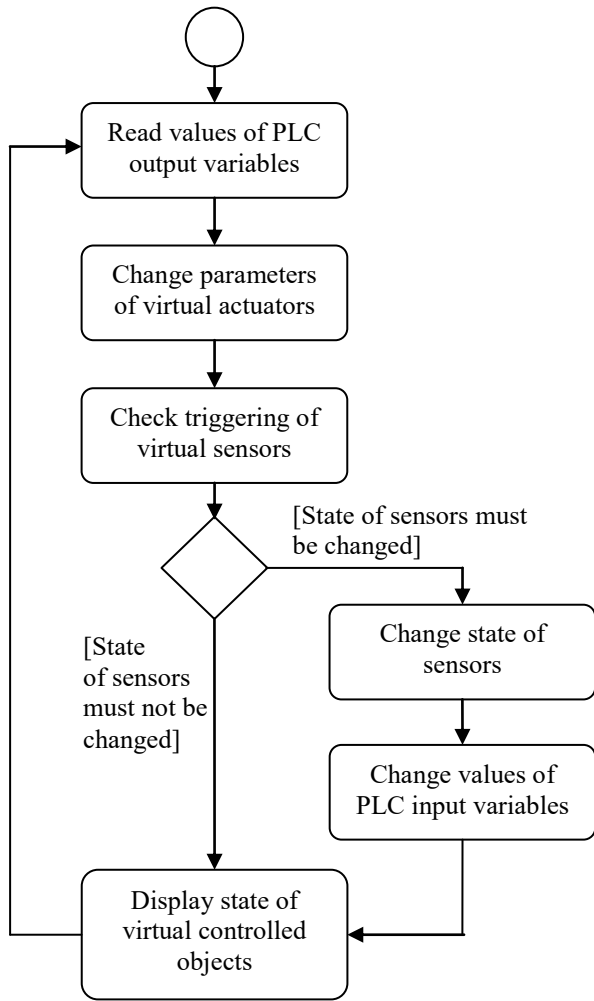 Read values of PLC
output variables
Change parameters
of virtual actuators
Check triggering of
virtual sensors
[State of sensors must
be changed]
Change state of
sensors
[State
of sensors
must not be
changed]
Change values of
PLC input variables
Display state of
virtual controlled
objects